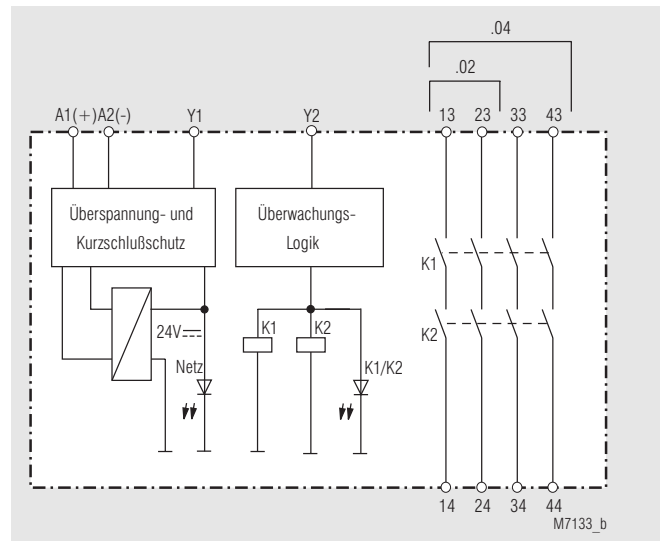 .04
.02
A1(+) A2(-) Y1 Y2 13 23 33 43
Überspannung- und
Kurzschlußschutz
Überwachungs-
Logik
K1
K2
24V
K1
K2
Netz
K1/K2
14 24 34 44
M7133_b